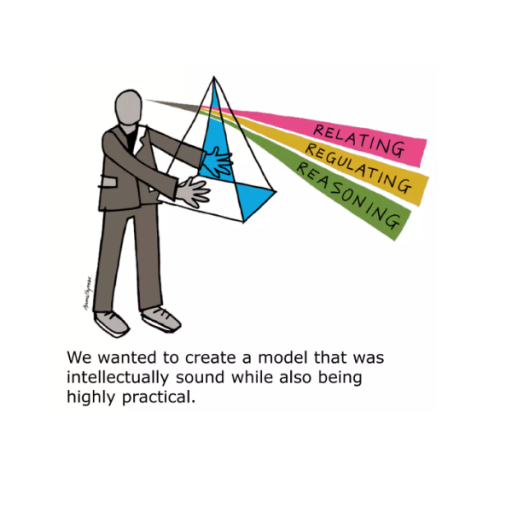 RELATING
REGULATING
REASONING
We wanted to create a model that was
intellectually sound while also being
highly practical.